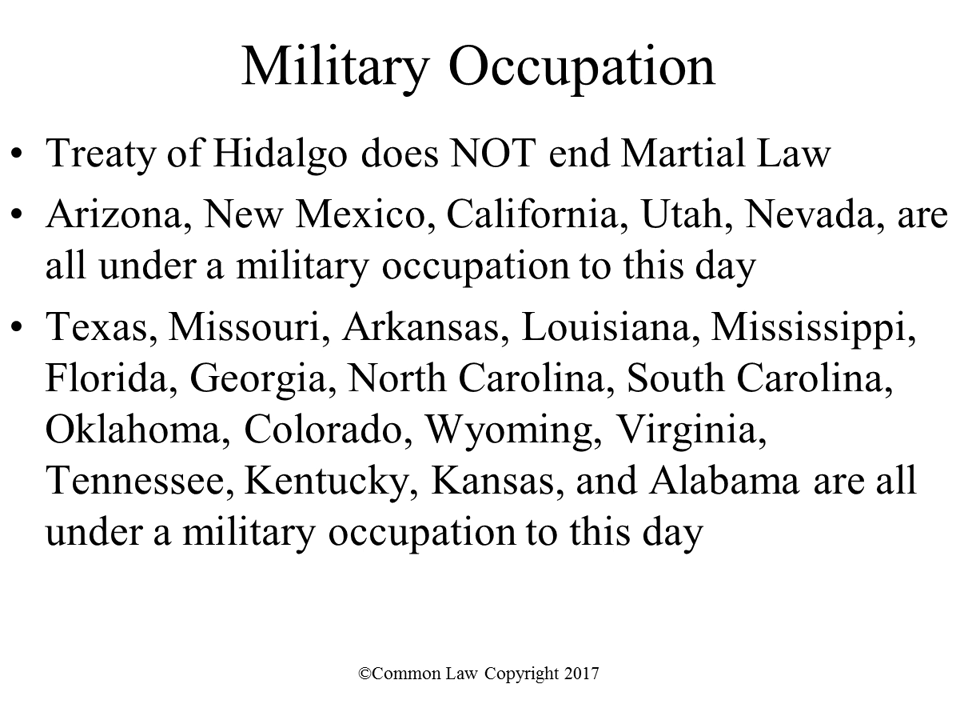 Military Occupation
• Treaty of Hidalgo does NOT end Martial Law
• Arizona, New Mexico, California, Utah, Nevada, are
all under a military occupation to this day
• Texas, Missouri, Arkansas, Louisiana, Mississippi,
Florida, Georgia, North Carolina, South Carolina,
Oklahoma, Colorado, Wyoming, Virginia,
Tennessee, Kentucky, Kansas, and Alabama are all
under a military occupation to this day
©Common Law Copyright 2017